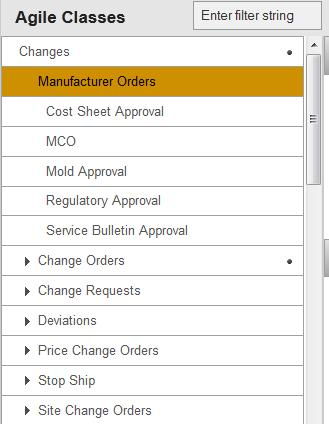 Agile Classes
Enter filter string
Changes
Manufacturer Orders
Cost Sheet Approval
MCO
Mold Approval
Regulatory Approval
Service Bulletin Approval
Change Orders
Change Requests
Deviations
Price Change Orders
Stop Ship
Site Change Orders